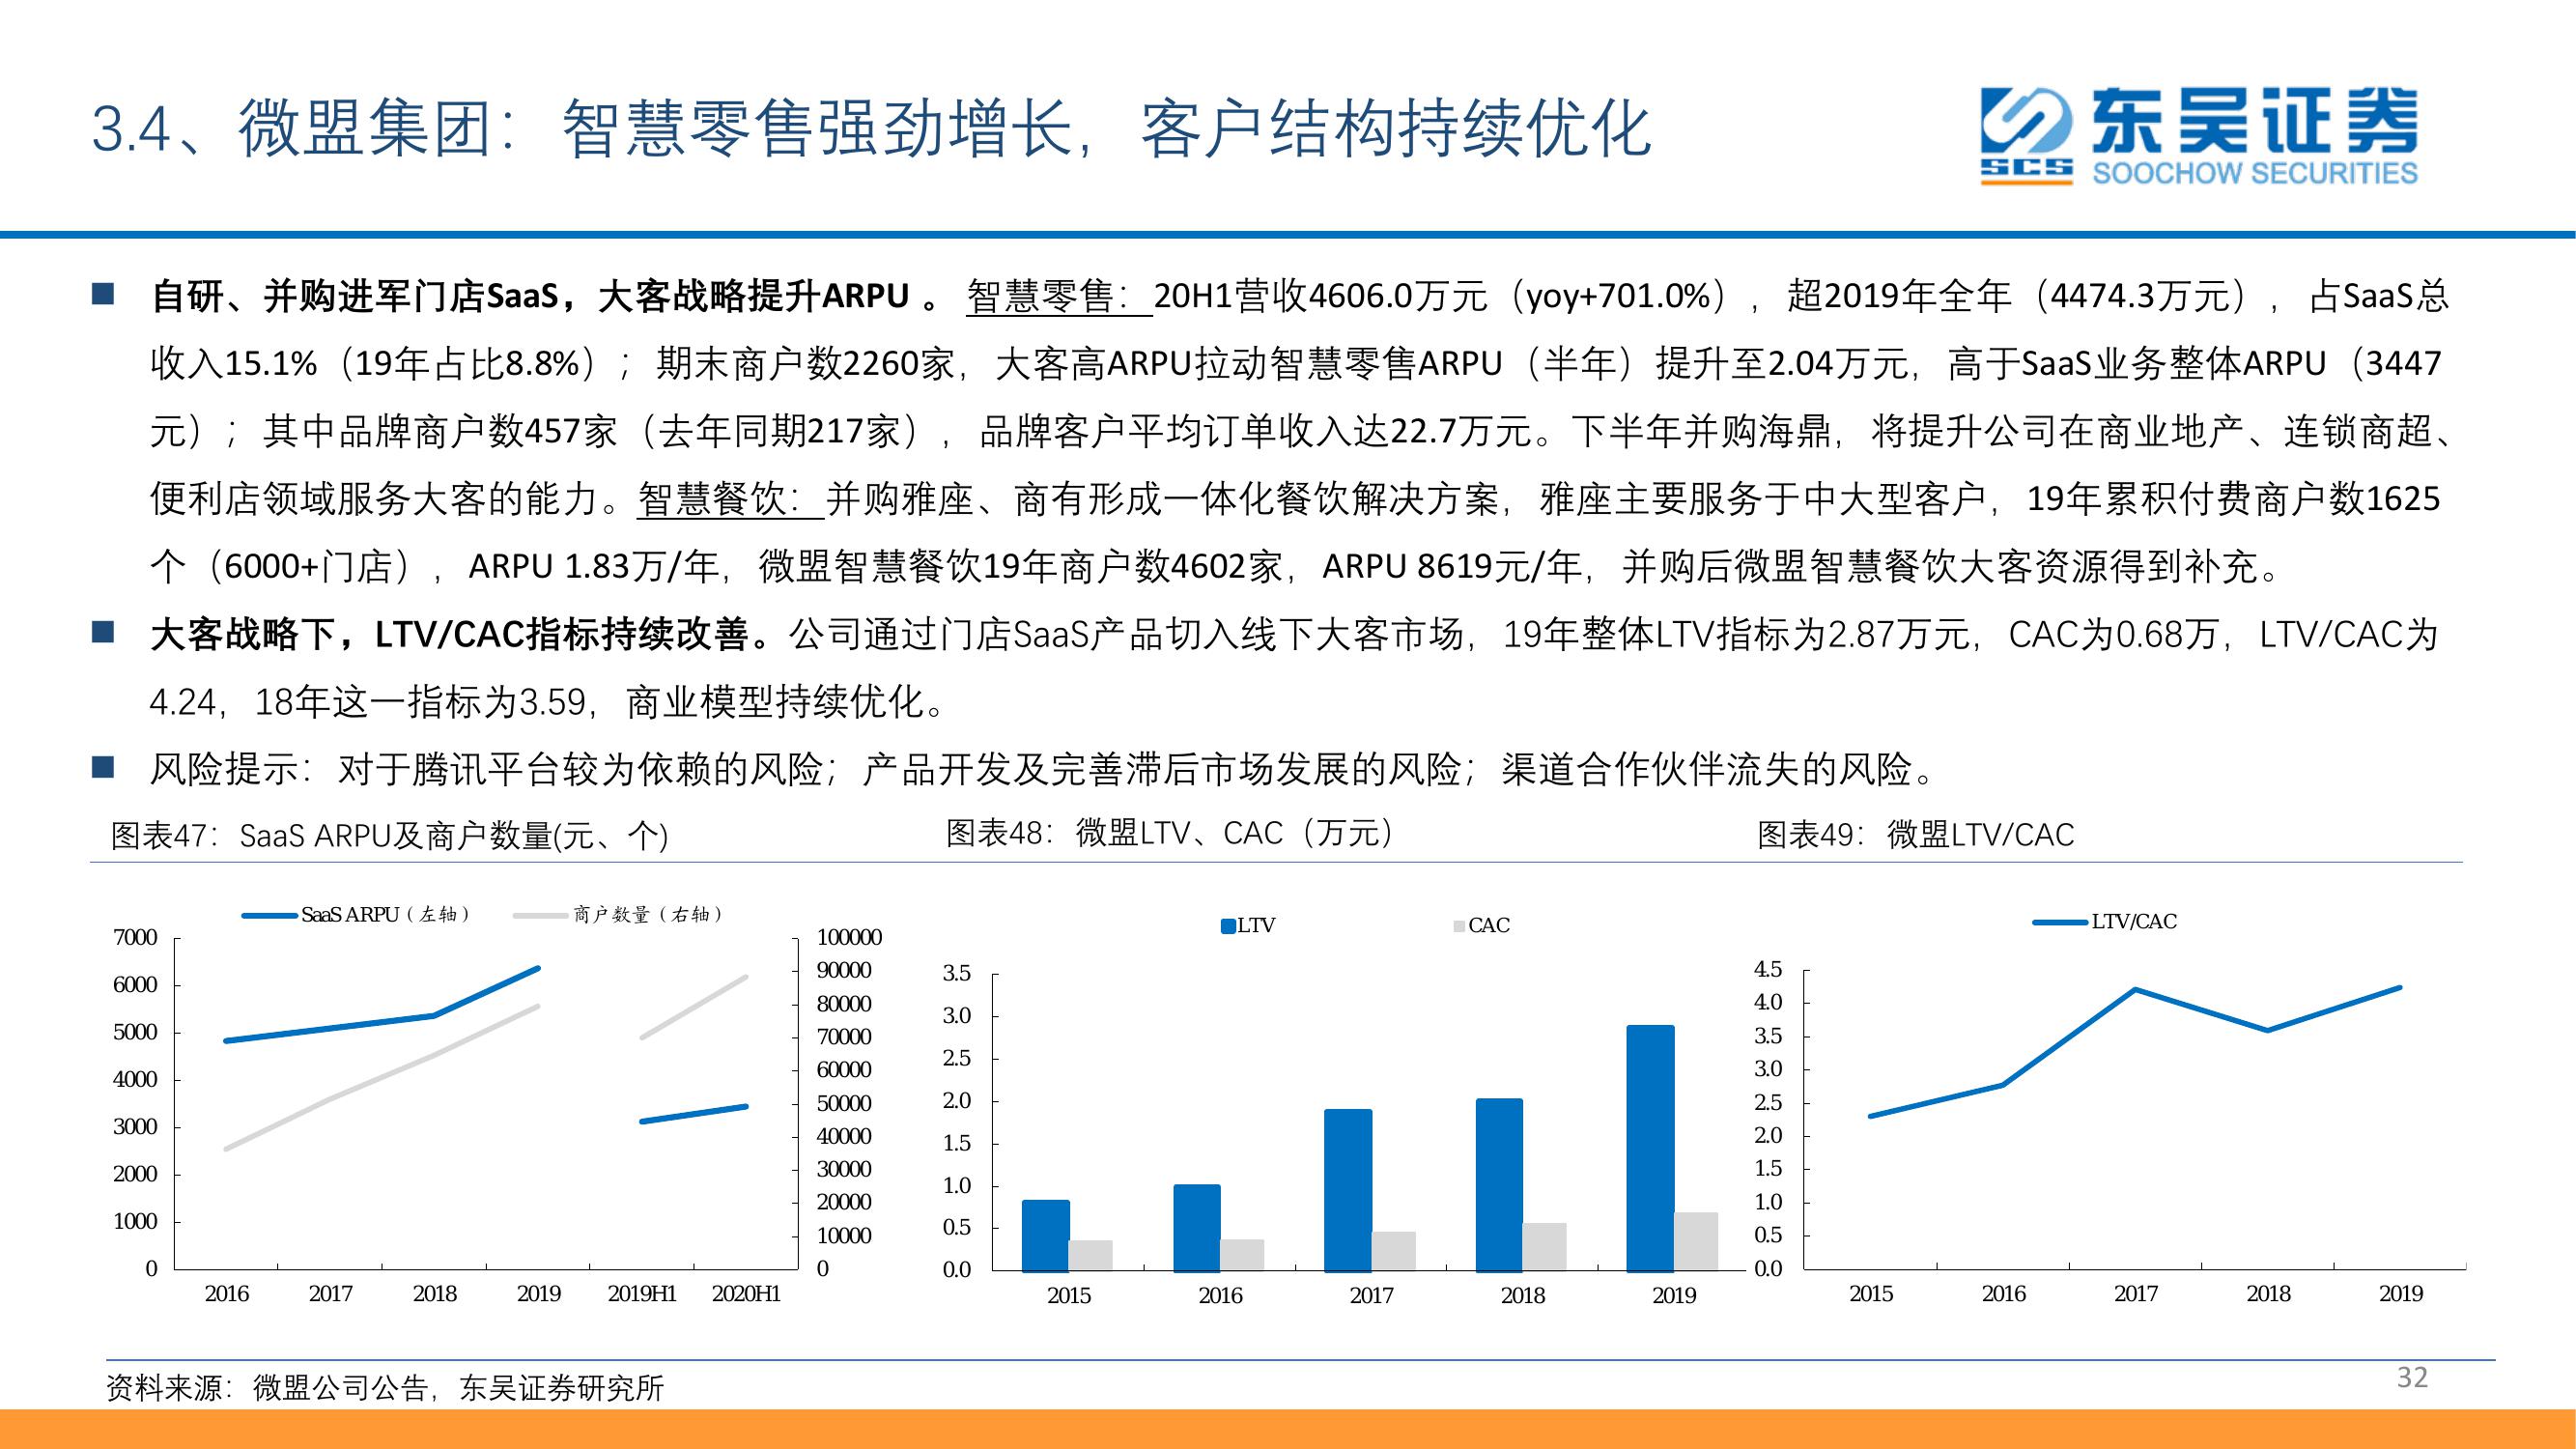 3.4、微盟集团：智慧零售强劲增长，客户结构持续优化
东吴证券
SCS
SOOCHOW SECURITIES
自研、并购进军门店SaaS，大客战略提升ARPU 。 智慧零售：20H1营收4606.0万元（yoy+701.0%），超2019年全年（4474.3万元），占SaaS总
收入15.1%（19年占比8.8%）；期末商户数2260家，大客高ARPU拉动智慧零售ARPU（半年）提升至2.04万元，高于SaaS业务整体ARPU（3447
元）；其中品牌商户数457家（去年同期217家），品牌客户平均订单收入达22.7万元。下半年并购海鼎，将提升公司在商业地产、连锁商超、
便利店领域服务大客的能力。智慧餐饮：并购雅座、商有形成一体化餐饮解决方案，雅座主要服务于中大型客户，19年累积付费商户数1625
个（6000+门店），ARPU 1.83万/年，微盟智慧餐饮19年商户数4602家，ARPU 8619元/年，并购后微盟智慧餐饮大客资源得到补充。
大客战略下，LTV/CAC指标持续改善。公司通过门店SaaS产品切入线下大客市场，19年整体LTV指标为2.87万元，CAC为0.68万，LTV/CAC为
4.24，18年这一指标为3.59，商业模型持续优化。
风险提示：对于腾讯平台较为依赖的风险；产品开发及完善滞后市场发展的风险；渠道合作伙伴流失的风险。
图表47：SaaS ARPU及商户数量(元、个)
SaaS ARPU（左轴） 商户数量（右轴）
7000
6000
5000
4000
3000
2000
1000
0
100000
90000
80000
70000
60000
50000
40000
30000
20000
10000
0
2016 2017 2018 2019 2019H1 2020H1
图表48：微盟LTV、CAC（万元）
LTV CAC
3.5
3.0
2.5
2.0
1.5
1.0
0.5
0.0
2015 2016 2017 2018 2019
图表49：微盟LTV/CAC
LTV/CAC
4.5
4.0
3.5
3.0
2.5
2.0
1.5
1.0
0.5
0.0
2015 2016 2017 2018 2019
资料来源：微盟公司公告，东吴证券研究所
32